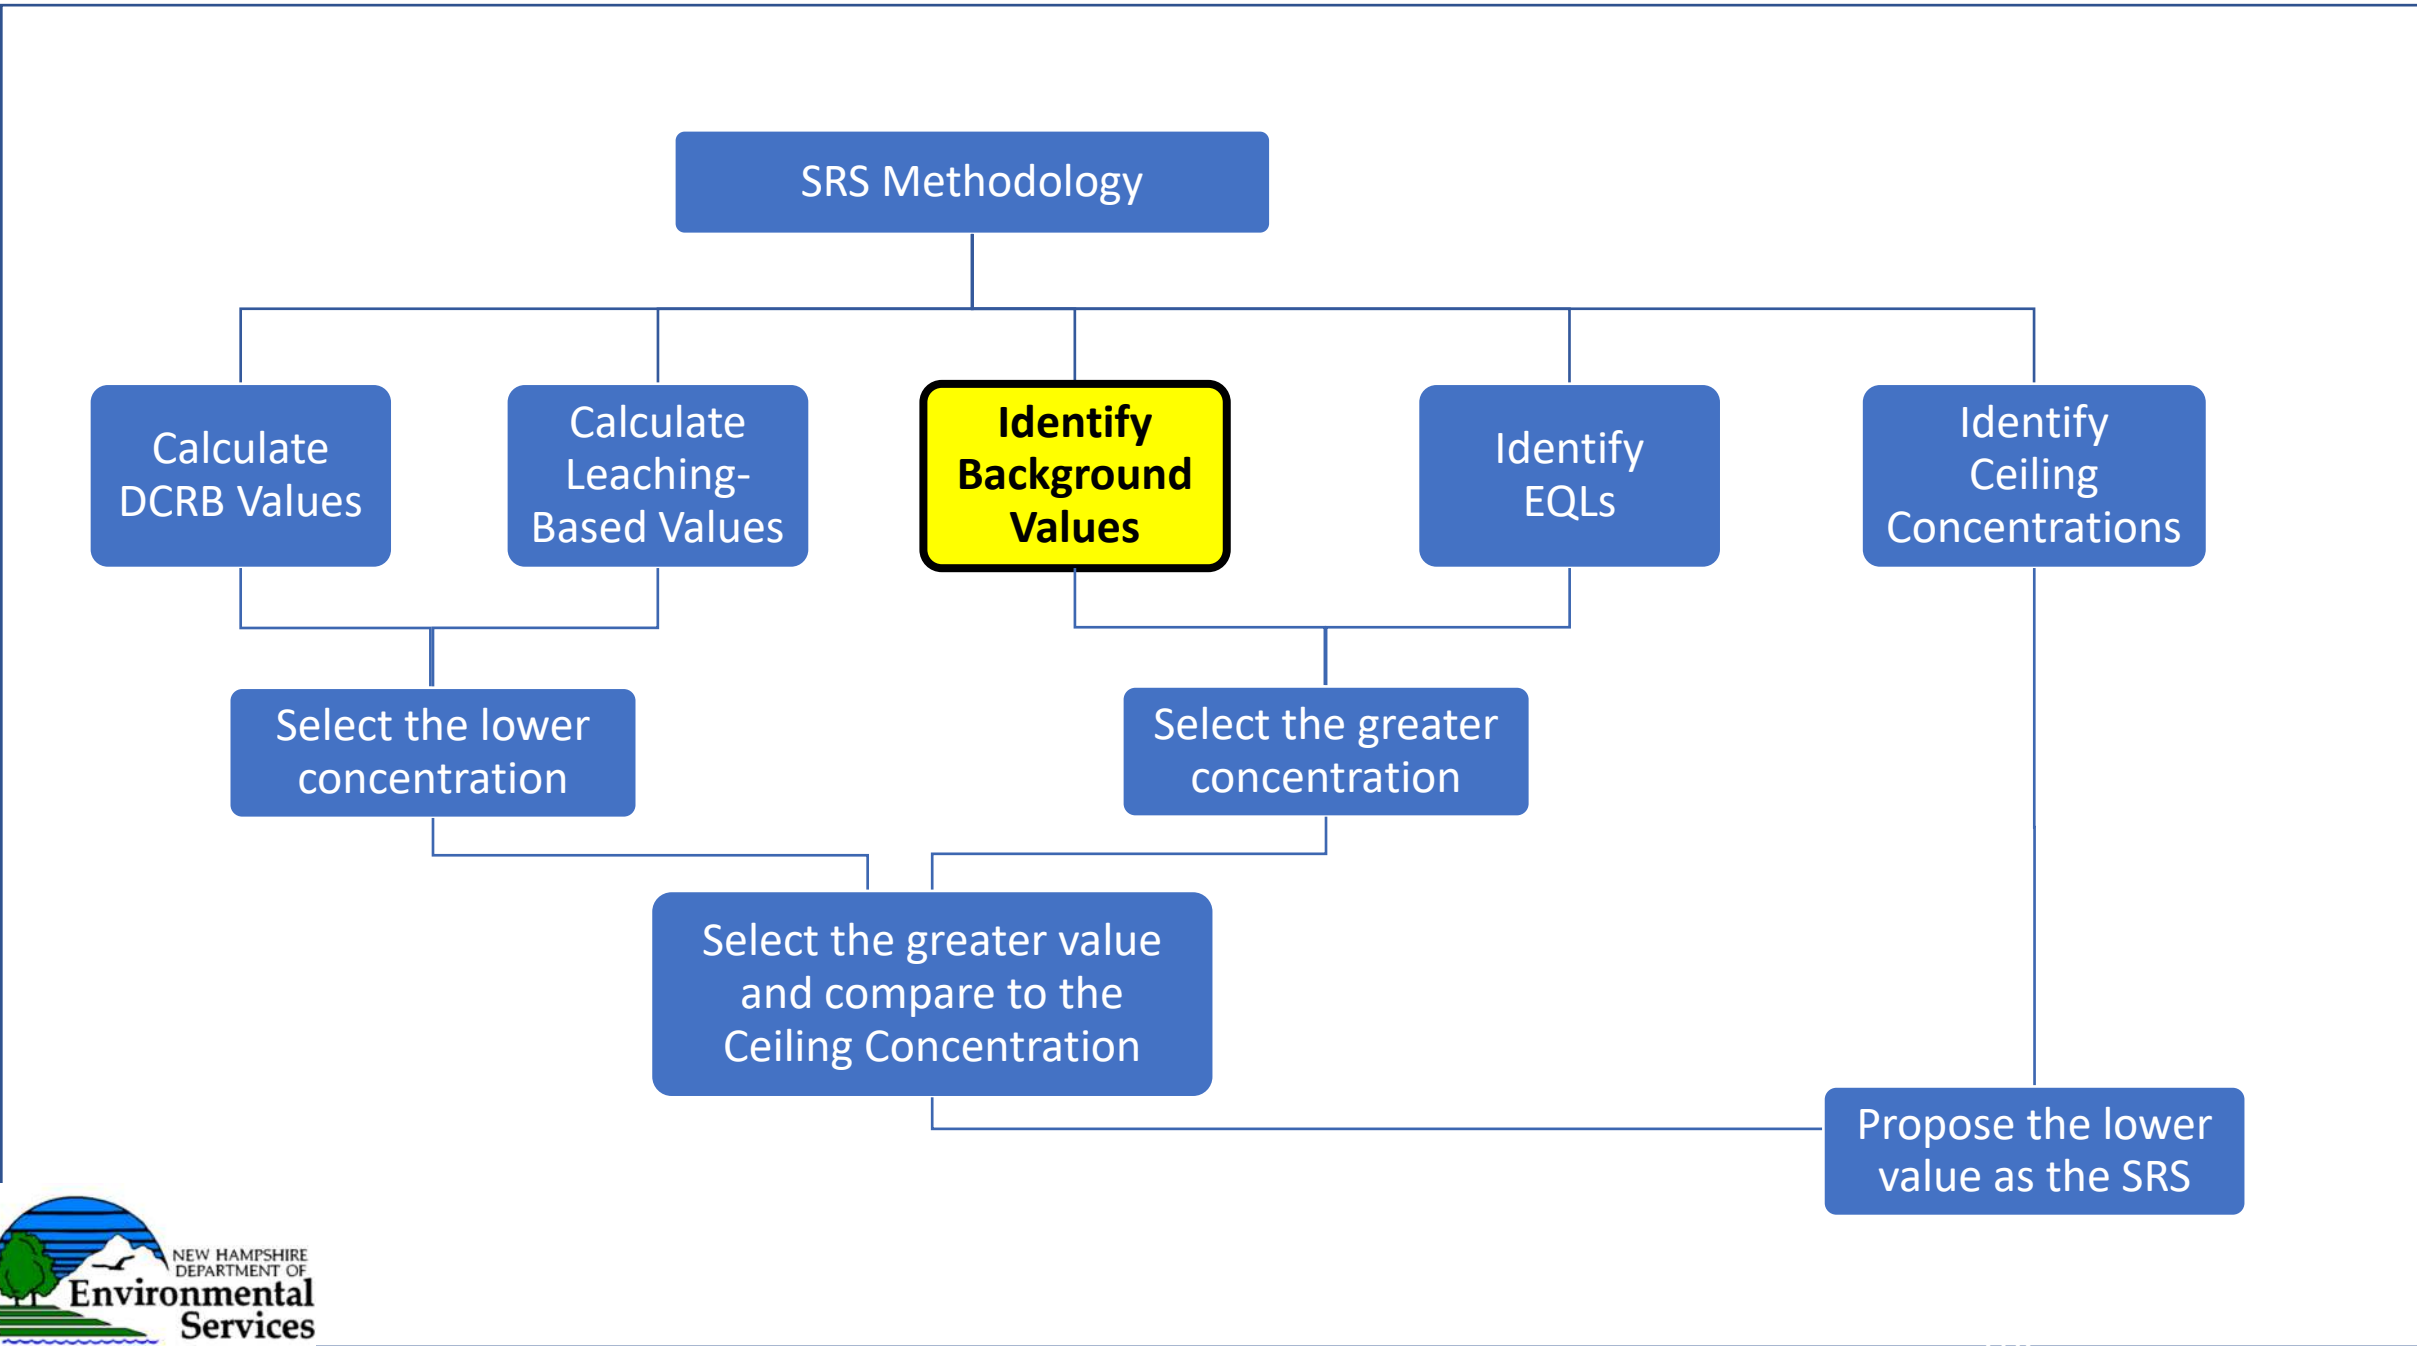 SRS Methodology
Calculate
DCRB Values
Calculate
Leaching-
Based Values
Identify
Background
Values
Identify
EQLs
Identify
Ceiling
Concentrations
Select the lower
concentration
Select the greater
concentration
Select the greater value
and compare to the
Ceiling Concentration
Propose the lower
value as the SRS
NEW HAMPSHIRE
DEPARTMENT OF
Environmental
Services